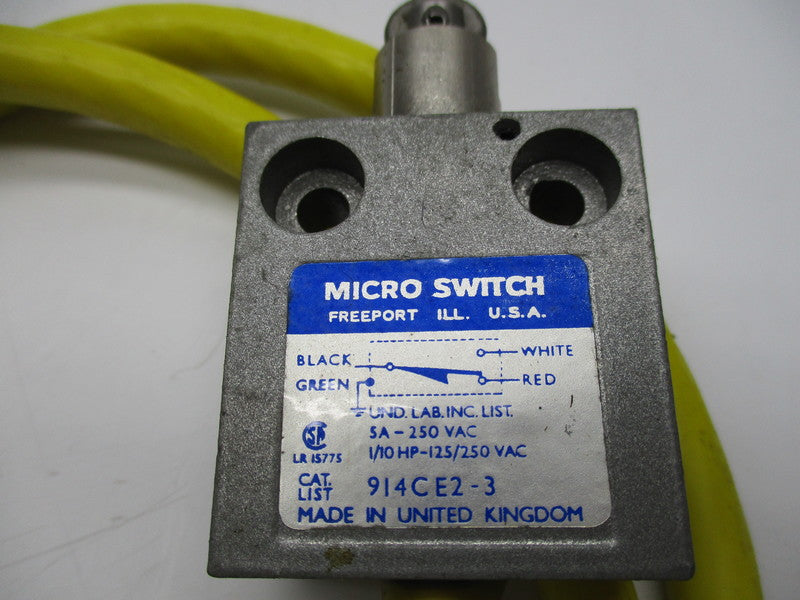 MICRO SWITCH
FREEPORT ILL. U.S.A.
BLACK WHITE
GREEN RED
UND. LAB. INC. LIST.
SA 5A – 250 VAC
LR 15775 1/10 HP–125/250 VAC
CAT. LIST 914CE2-3
MADE IN UNITED KINGDOM